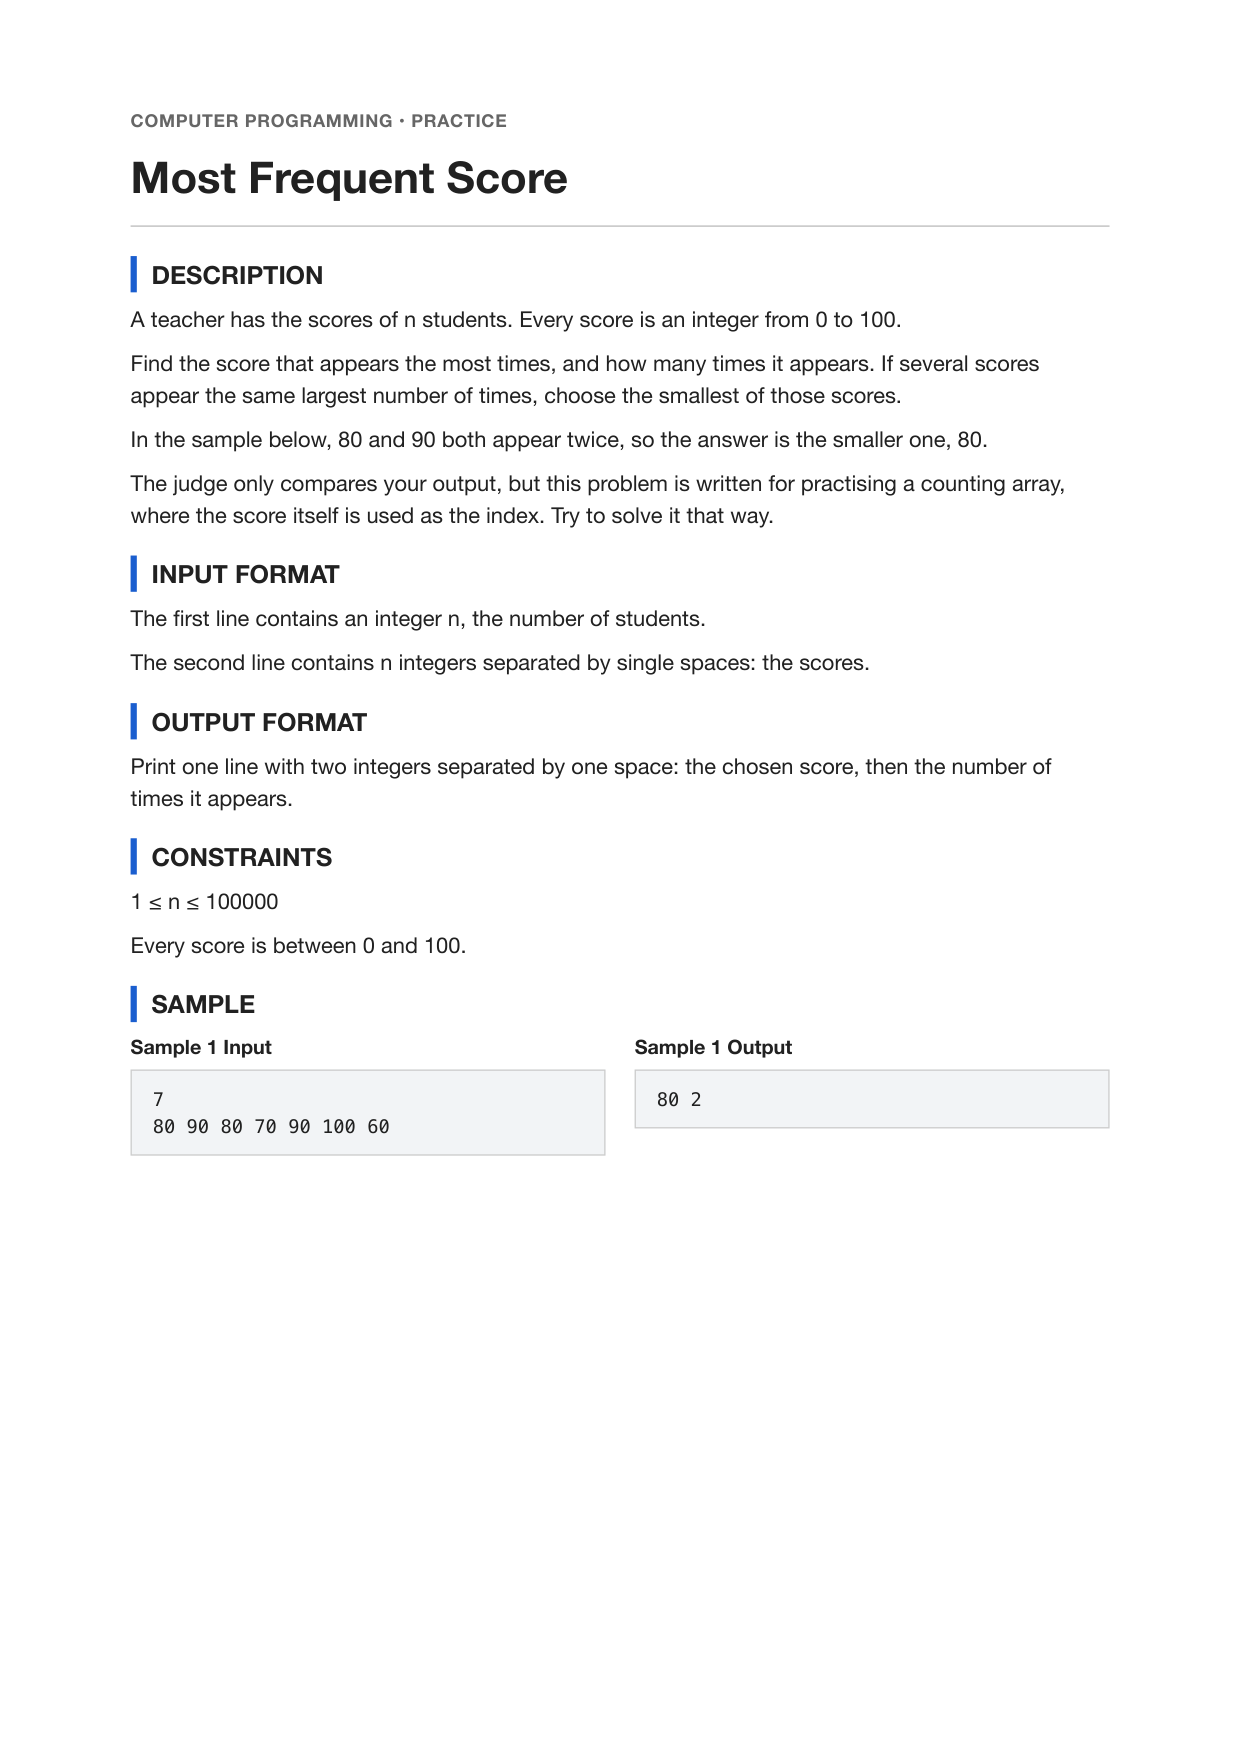 COMPUTER PROGRAMMING • PRACTICE
Most Frequent Score
DESCRIPTION
A teacher has the scores of n students. Every score is an integer from 0 to 100.
Find the score that appears the most times, and how many times it appears. If several scores
appear the same largest number of times, choose the smallest of those scores.
In the sample below, 80 and 90 both appear twice, so the answer is the smaller one, 80.
The judge only compares your output, but this problem is written for practising a counting array,
where the score itself is used as the index. Try to solve it that way.
INPUT FORMAT
The first line contains an integer n, the number of students.
The second line contains n integers separated by single spaces: the scores.
OUTPUT FORMAT
Print one line with two integers separated by one space: the chosen score, then the number of
times it appears.
CONSTRAINTS
1 ≤ n ≤ 100000
Every score is between 0 and 100.
SAMPLE
Sample 1 Input
7
80 90 80 70 90 100 60
Sample 1 Output
80 2